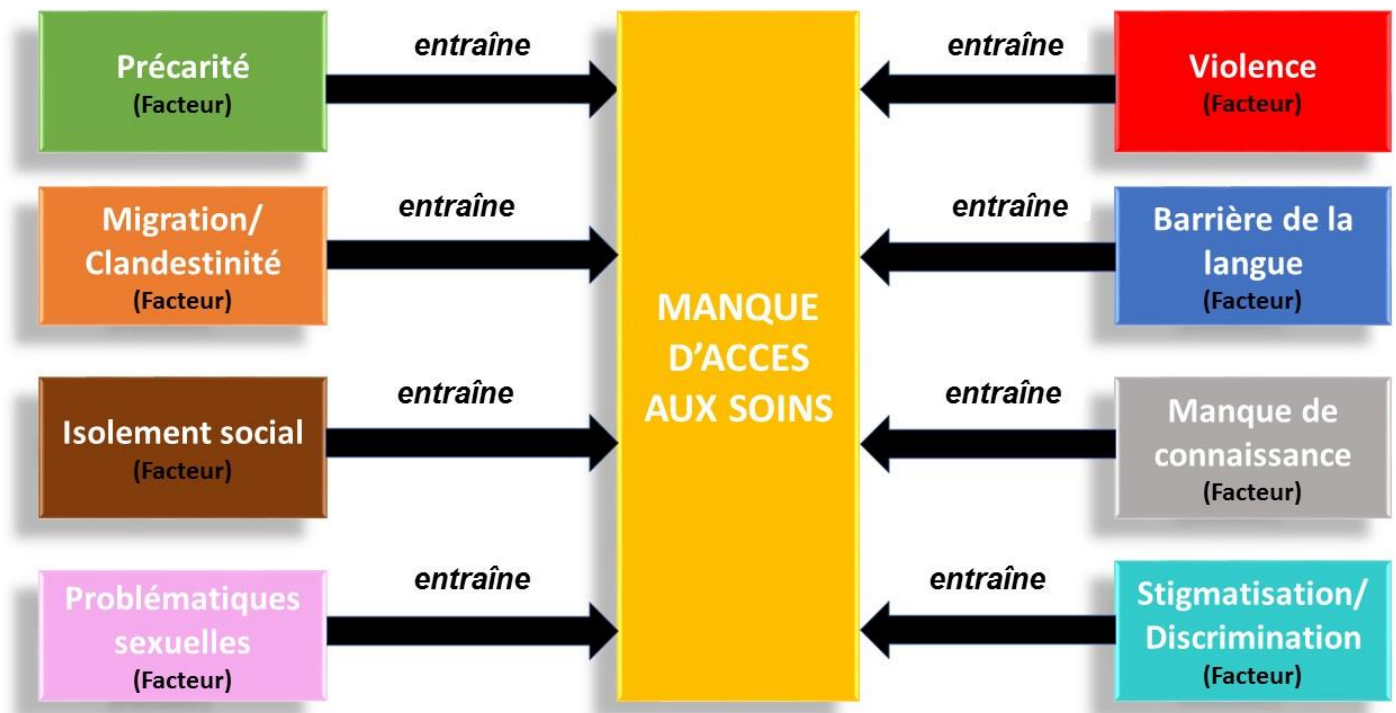 entraîne
entraîne
Précarité
(Facteur)
Violence
(Facteur)
entraîne
entraîne
Migration/
Clandestinité
(Facteur)
Barrière de la
langue
(Facteur)
MANQUE
D'ACCES
AUX SOINS
entraîne
entraîne
Isolement social
(Facteur)
Manque de
connaissance
(Facteur)
entraîne
entraîne
Problématiques
sexuelles
(Facteur)
Stigmatisation/
Discrimination
(Facteur)